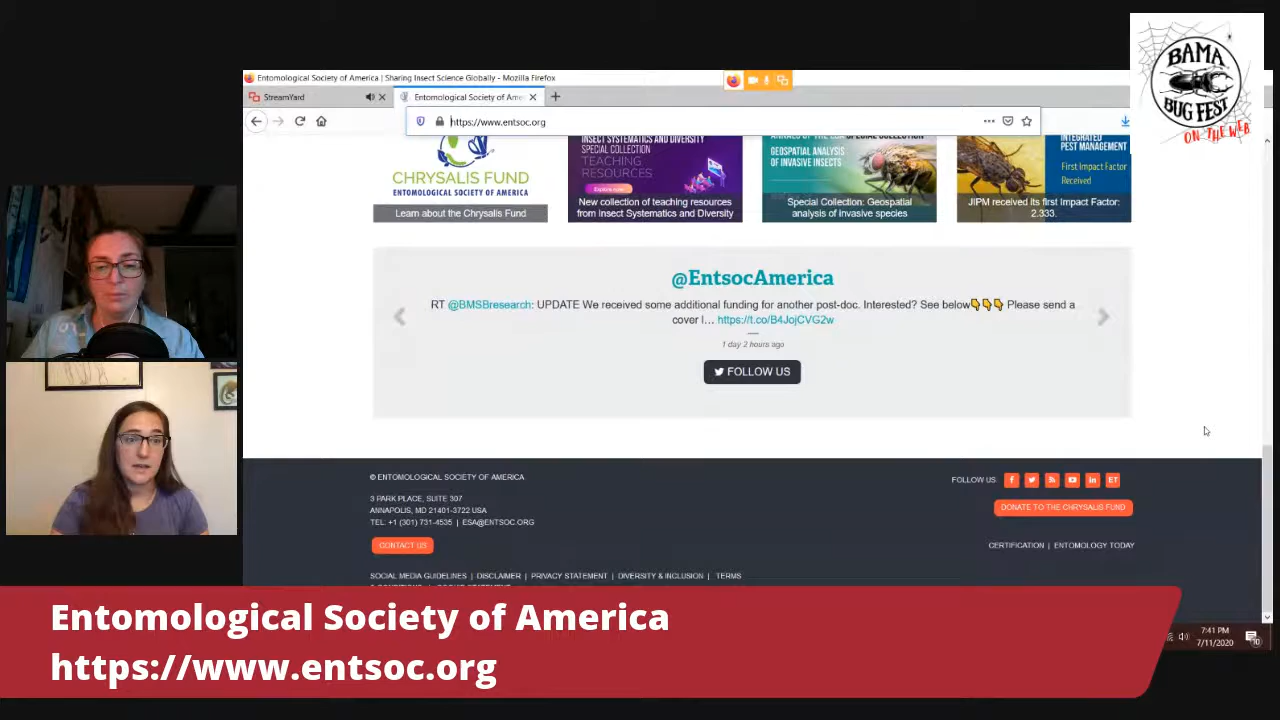 BAMA
BUG FEST
ON THE WEB
Entomological Society of America | Sharing Insect Science Globally - Mozilla Firefox
StreamYard
Entomological Society of Ame
https://www.entsoc.org
CHRYSALIS FUND
ENTOMOLOGICAL SOCIETY OF AMERICA
Learn about the Chrysalis Fund
INSECT SYSTEMATICS AND DIVERSITY
SPECIAL COLLECTION
TEACHING
RESOURCES
New collection of teaching resources
from Insect Systematics and Diversity
GEOSPATIAL ANALYSIS
OF INVASIVE INSECTS
Special Collection: Geospatial
analysis of invasive species
INTEGRATED
PEST MANAGEMENT
First Impact Factor
Received
JIPM received its first Impact Factor:
2.333.
@EntsocAmerica
RT @BMSBresearch: UPDATE We received some additional funding for another post-doc. Interested? See below👇👇👇 Please send a
cover l… https://t.co/B4JojCVG2w
1 day 2 hours ago
FOLLOW US
© ENTOMOLOGICAL SOCIETY OF AMERICA
3 PARK PLACE, SUITE 307
ANNAPOLIS, MD 21401-3722 USA
TEL: +1 (301) 731-4535 | ESA@ENTSOC.ORG
CONTACT US
FOLLOW US
ET
DONATE TO THE CHRYSALIS FUND
CERTIFICATION | ENTOMOLOGY TODAY
SOCIAL MEDIA GUIDELINES | DISCLAIMER | PRIVACY STATEMENT | DIVERSITY & INCLUSION | TERMS
7:41 PM
7/11/2020
Entomological Society of America
https://www.entsoc.org